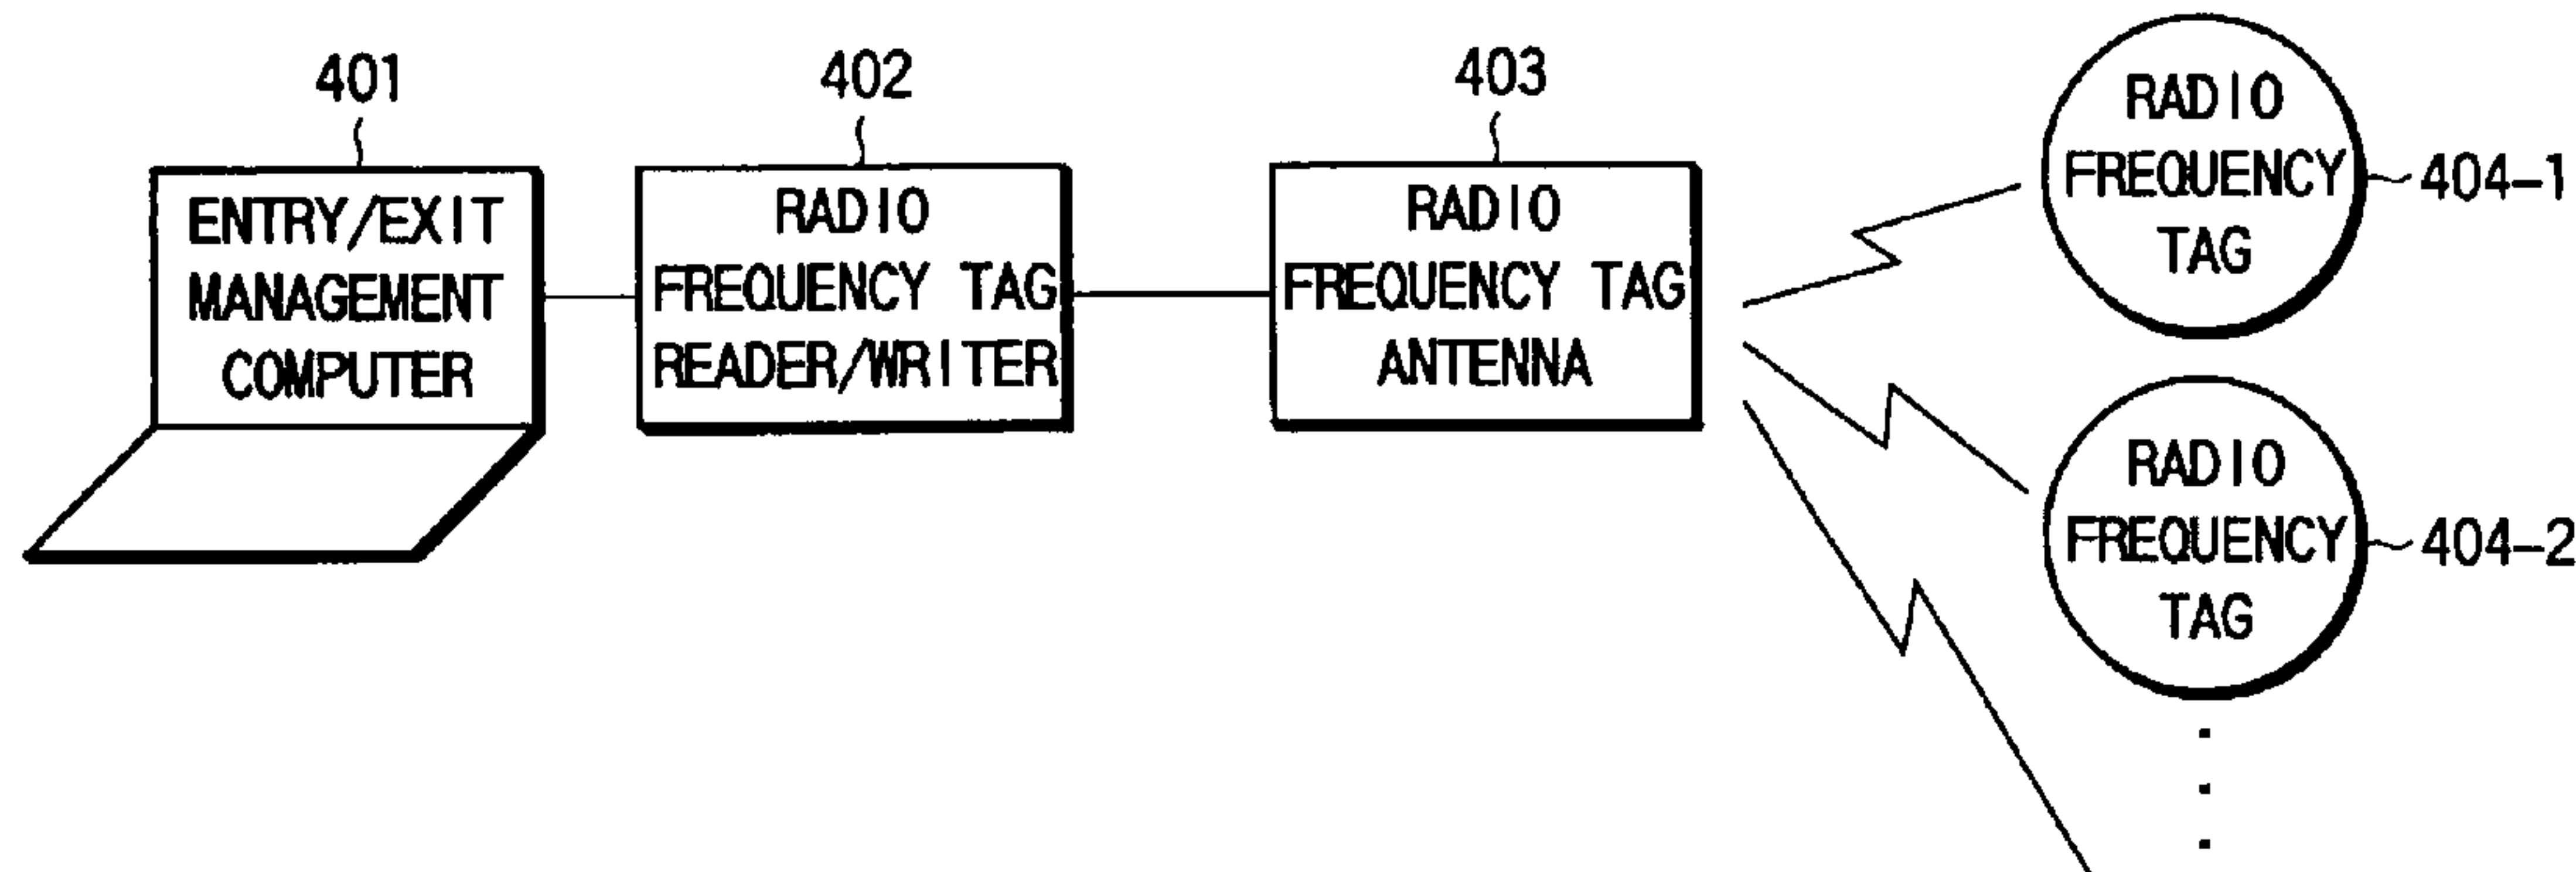 401
ENTRY/EXIT
MANAGEMENT
COMPUTER
402
RADIO
FREQUENCY TAG
READER/WRITER
403
RADIO
FREQUENCY TAG
ANTENNA
RADIO
FREQUENCY
TAG
404-1
RADIO
FREQUENCY
TAG
404-2